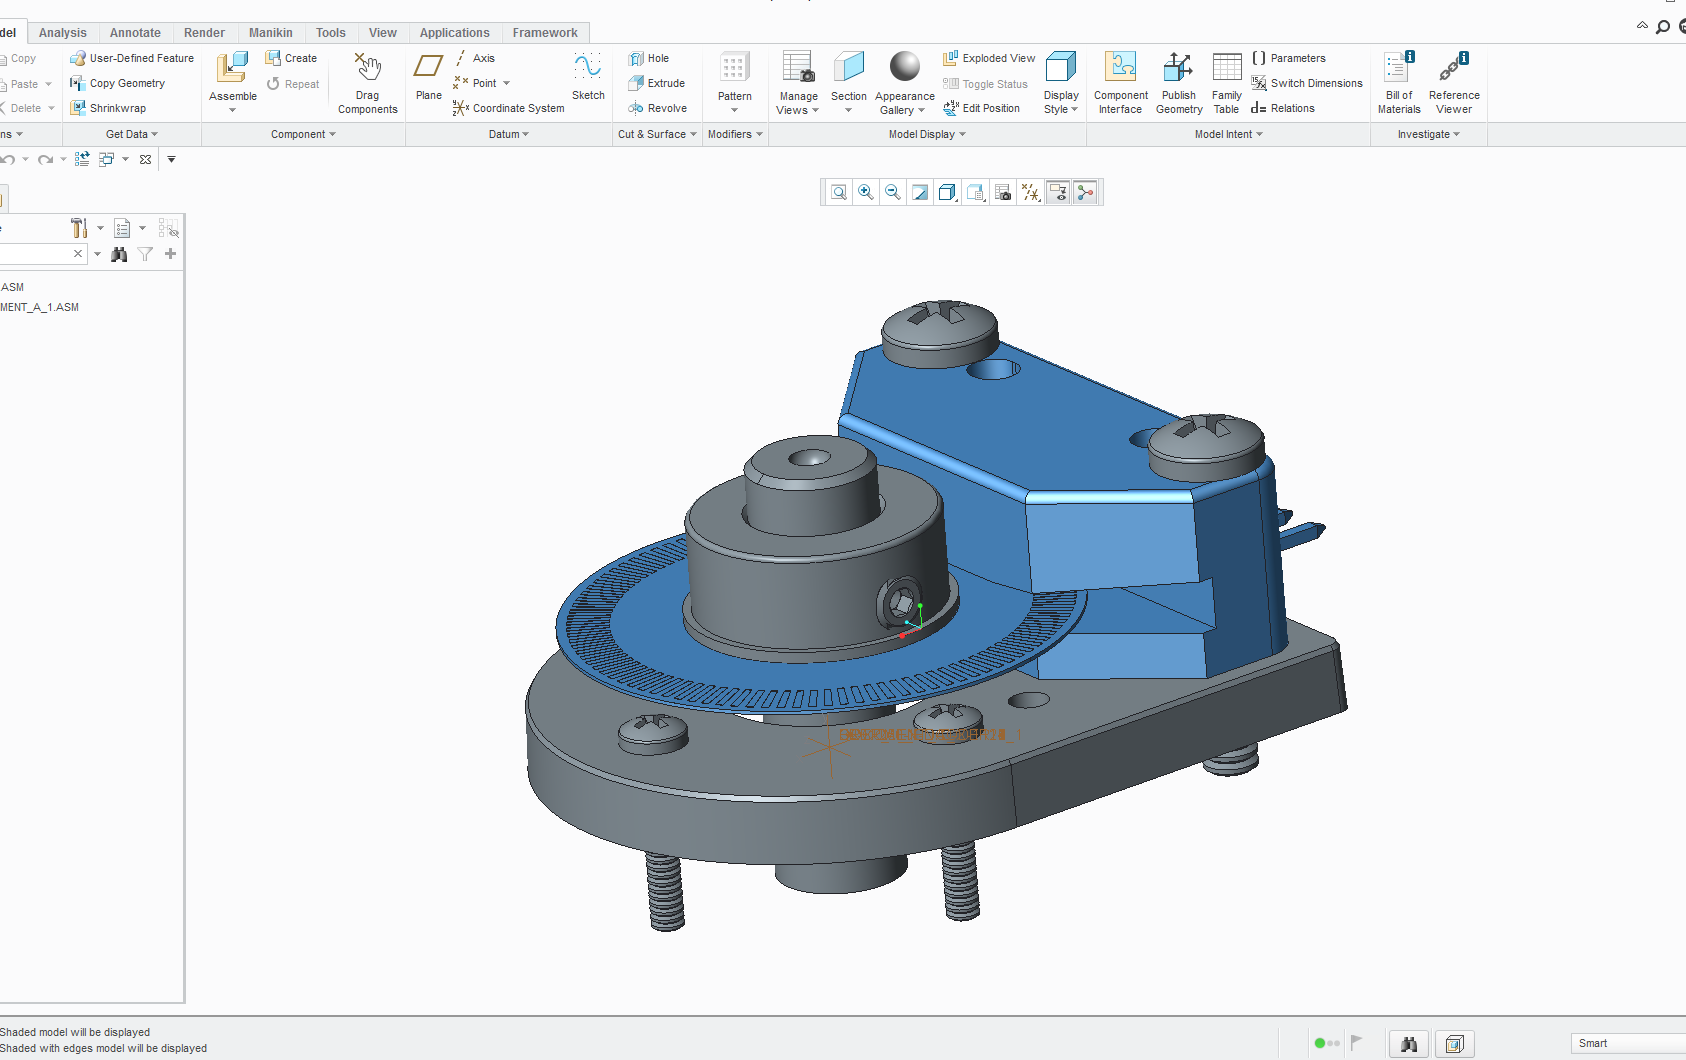 del Analysis Annotate Render Manikin Tools View Applications Framework
Copy
Paste
Delete
User-Defined Feature
Copy Geometry
Shrinkwrap
Assemble
Create
Repeat
Drag
Components
Plane
Axis
Point
Coordinate System
Sketch
Hole
Extrude
Revolve
Pattern
Manage
Views
Section
Appearance
Gallery
Exploded View
Toggle Status
Edit Position
Display
Style
Component
Interface
Publish
Geometry
Family
Table
Parameters
Switch Dimensions
d= Relations
Bill of
Materials
Reference
Viewer
ns Get Data Component Datum Cut & Surface Modifiers Model Display Model Intent Investigate
.ASM
MENT_A_1.ASM
Shaded model will be displayed
Shaded with edges model will be displayed
Smart